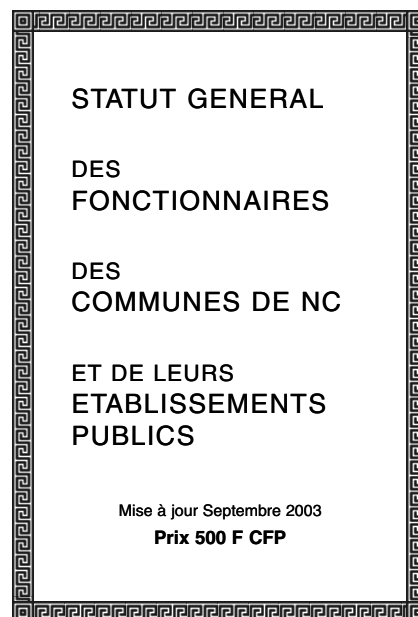 STATUT GENERAL
DES
FONCTIONNAIRES
DES
COMMUNES DE NC
ET DE LEURS
ETABLISSEMENTS
PUBLICS
Mise à jour Septembre 2003
Prix 500 F CFP